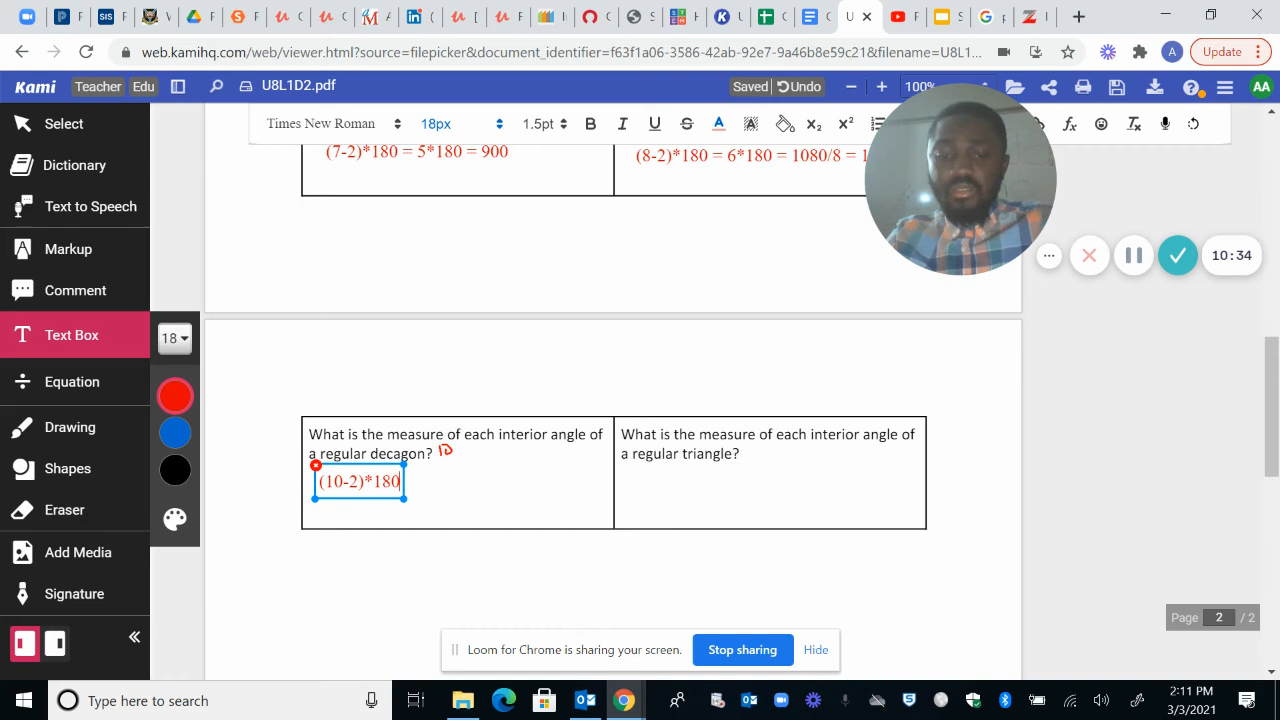 web.kamihq.com/web/viewer.html?source=filepicker&document_identifier=f63f1a06-3586-42ab-92e7-9a46b8e59c21&filename=U8L1D2.pdf&i...
Update
Kami
Teacher
Edu
U8L1D2.pdf
Saved
Undo
100%
AA
Select
Dictionary
Text to Speech
Markup
Comment
Text Box
Equation
Drawing
Shapes
Eraser
Add Media
Signature
18
Times New Roman
18px
1.5pt
(7-2)*180 = 5*180 = 900
(8-2)*180 = 6*180 = 1080/8 = 1
10:34
What is the measure of each interior angle of
a regular decagon? 10
(10-2)*180
What is the measure of each interior angle of
a regular triangle?
Page 2 / 2
Loom for Chrome is sharing your screen.
Stop sharing
Hide
Type here to search
2:11 PM
3/3/2021